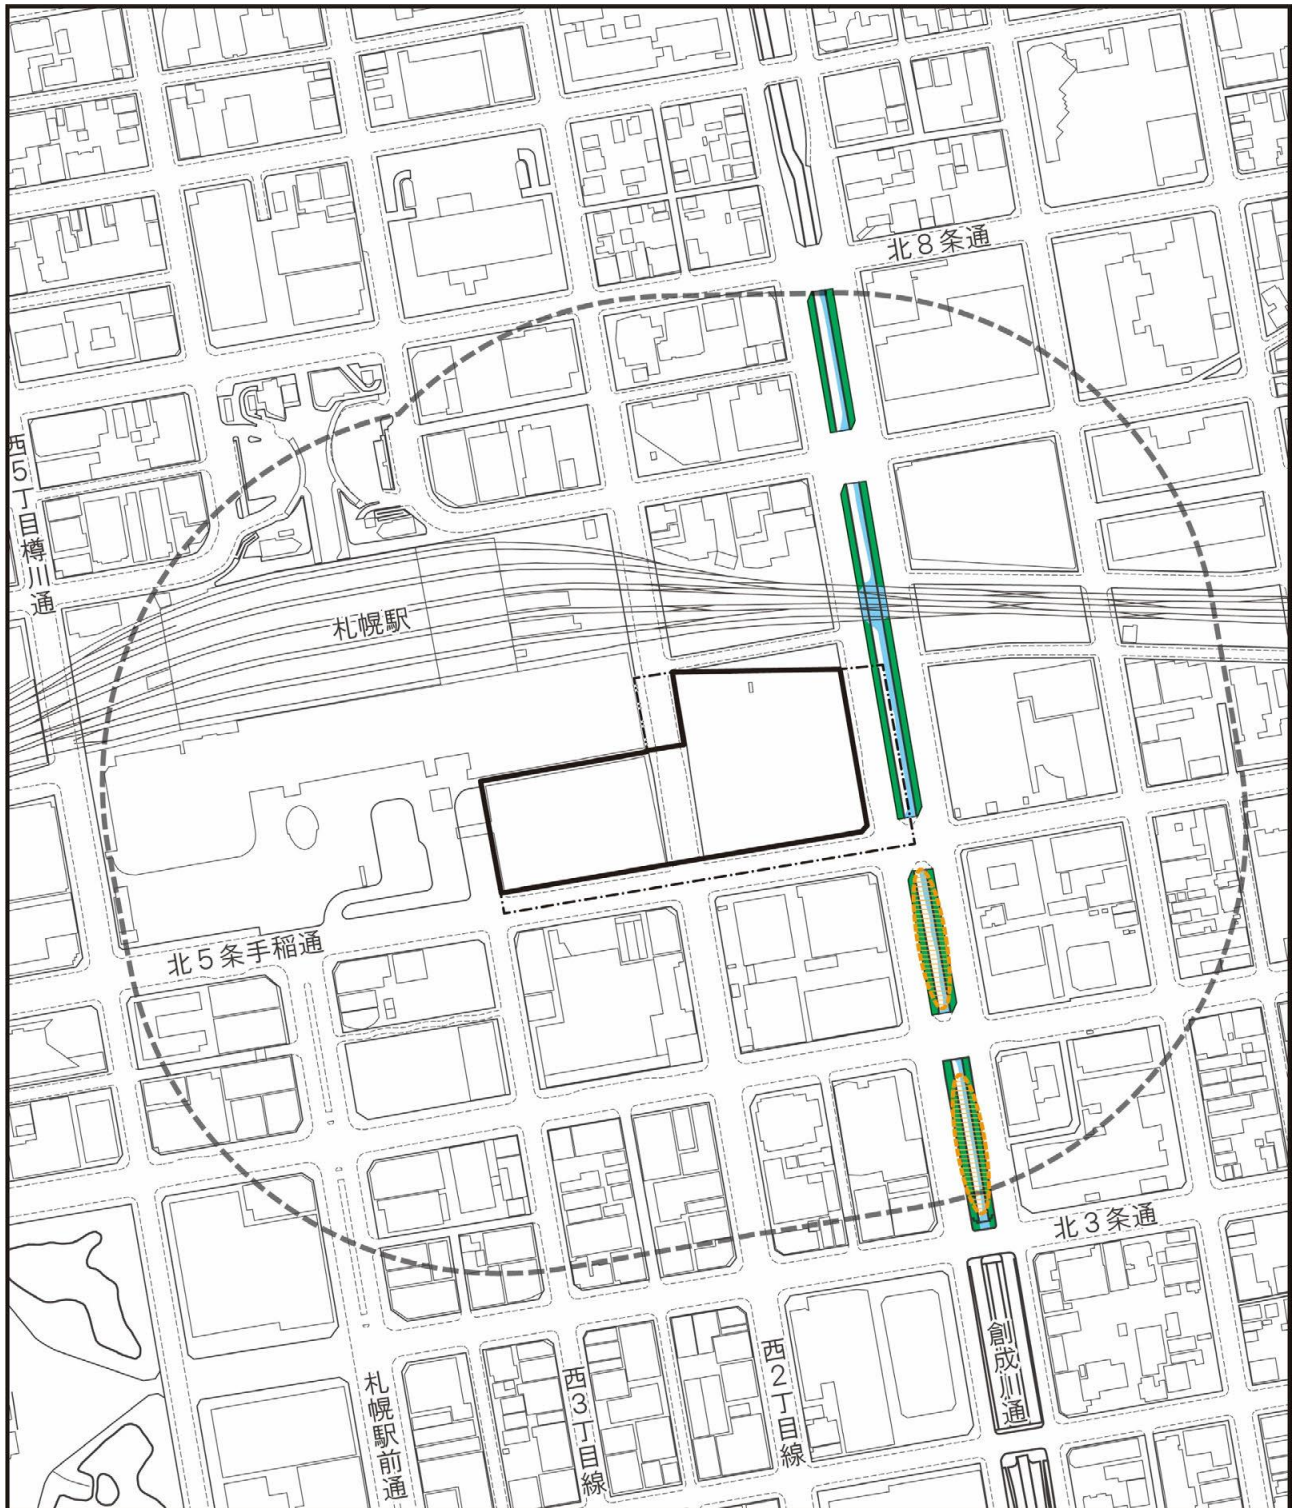 北8条通
西5丁目樽川通
札幌駅
北5条手稲通
北3条通
創成川通
西2丁目線
西3丁目線
札幌駅前通